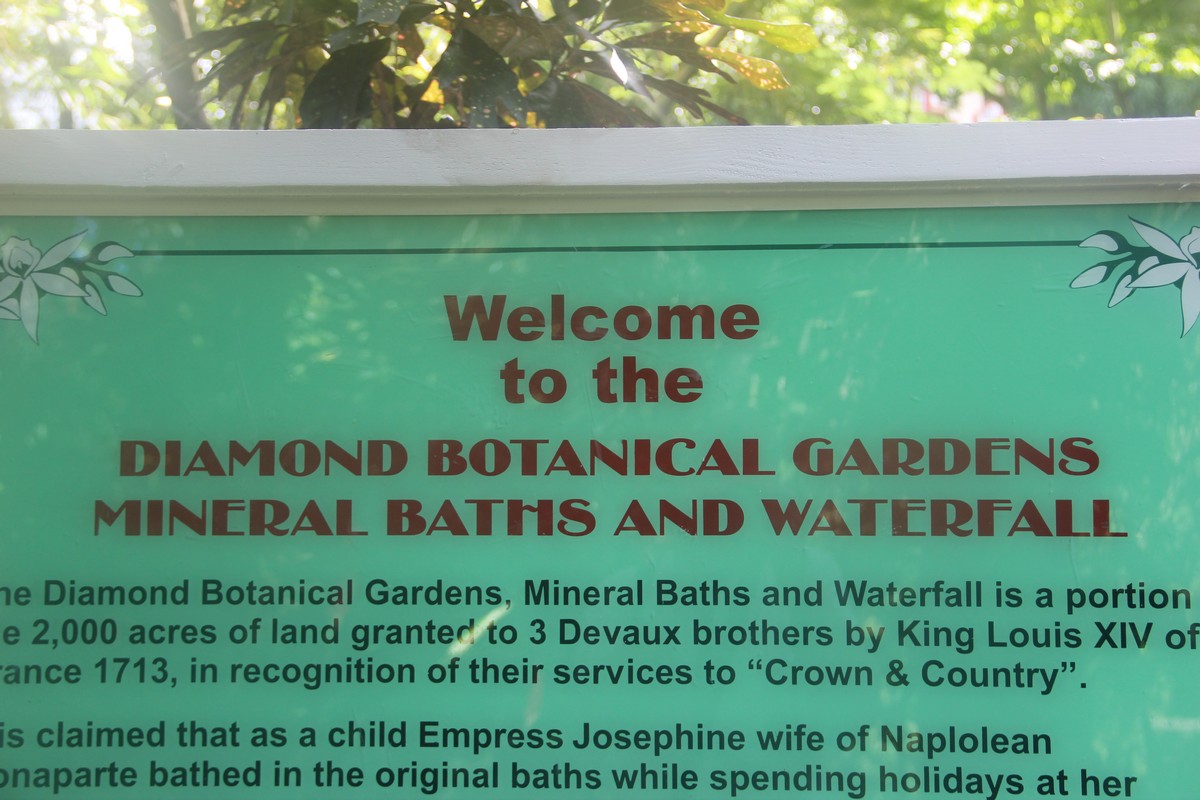 Welcome
to the
DIAMOND BOTANICAL GARDENS
MINERAL BATHS AND WATERFALL
he Diamond Botanical Gardens, Mineral Baths and Waterfall is a portion
e 2,000 acres of land granted to 3 Devaux brothers by King Louis XIV of
rance 1713, in recognition of their services to “Crown & Country”.
is claimed that as a child Empress Josephine wife of Naplolean
onaparte bathed in the original baths while spending holidays at her